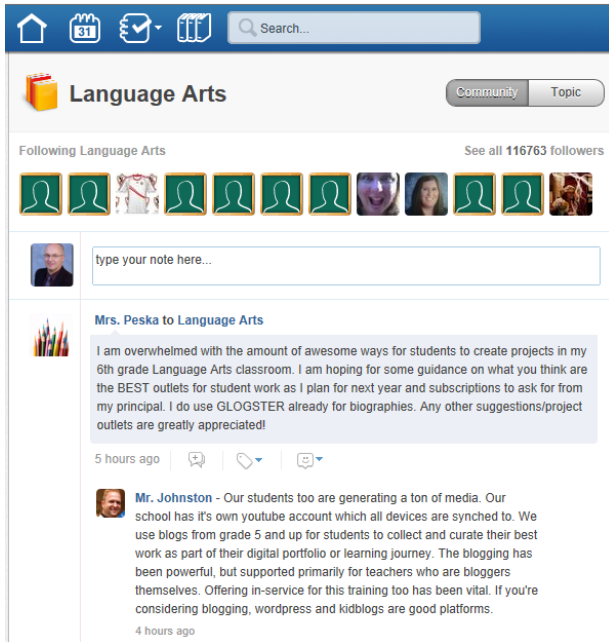 31
Search...
Language Arts
Community
Topic
Following Language Arts
See all 116763 followers
type your note here...
Mrs. Peska to Language Arts
I am overwhelmed with the amount of awesome ways for students to create projects in my
6th grade Language Arts classroom. I am hoping for some guidance on what you think are
the BEST outlets for student work as I plan for next year and subscriptions to ask for from
my principal. I do use GLOGSTER already for biographies. Any other suggestions/project
outlets are greatly appreciated!
5 hours ago
Mr. Johnston - Our students too are generating a ton of media. Our
school has it's own youtube account which all devices are synched to. We
use blogs from grade 5 and up for students to collect and curate their best
work as part of their digital portfolio or learning journey. The blogging has
been powerful, but supported primarily for teachers who are bloggers
themselves. Offering in-service for this training too has been vital. If you're
considering blogging, wordpress and kidblogs are good platforms.
4 hours ago